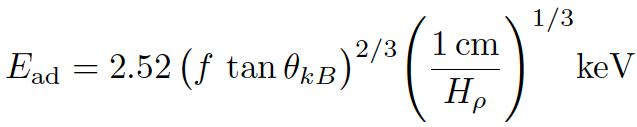 E_ad = 2.52 (f tan θ_kB)^2/3 (1 cm / H_ρ)^1/3 keV